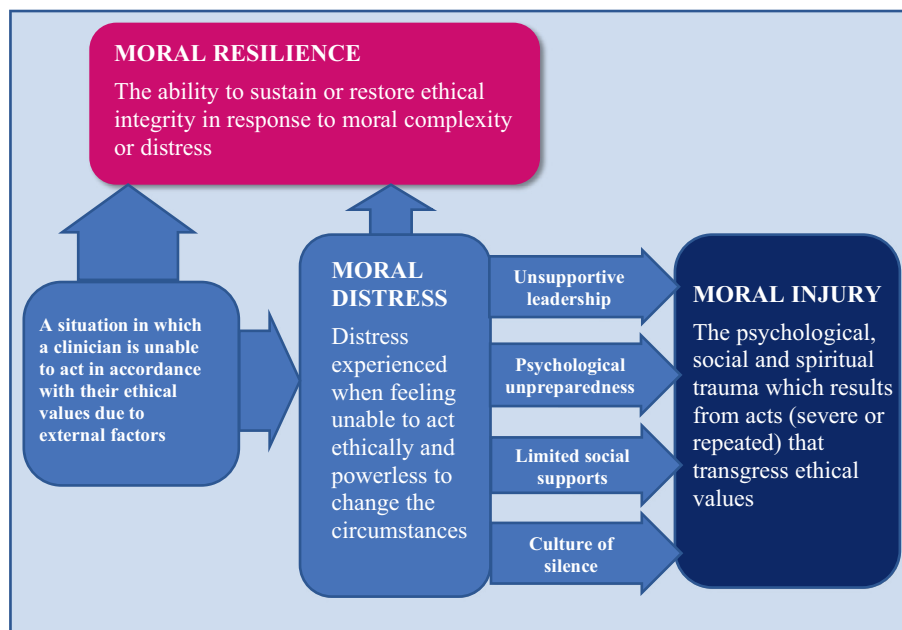 MORAL RESILIENCE
The ability to sustain or restore ethical
integrity in response to moral complexity
or distress
A situation in which
a clinician is unable
to act in accordance
with their ethical
values due to
external factors
MORAL
DISTRESS
Distress
experienced
when feeling
unable to act
ethically and
powerless to
change the
circumstances
Unsupportive
leadership
Psychological
unpreparedness
Limited social
supports
Culture of
silence
MORAL INJURY
The psychological,
social and spiritual
trauma which results
from acts (severe or
repeated) that
transgress ethical
values